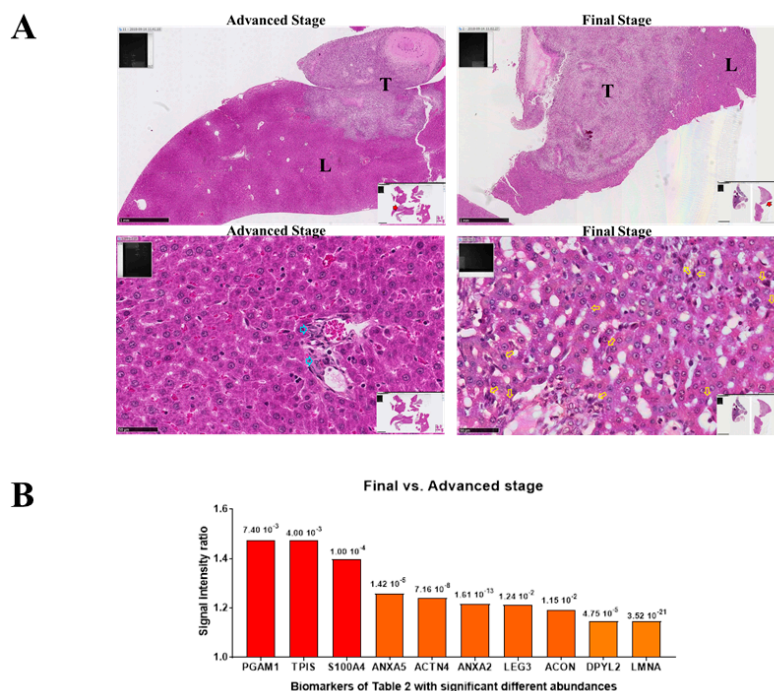 A
Advanced Stage
Final Stage
T
L
T
L
Advanced Stage
Final Stage
B
Final vs. Advanced stage
Signal intensity ratio
1.6
1.4
1.2
1.0
7.40 10-3
4.00 10-3
1.00 10-4
1.42 10-5
7.16 10-8
1.61 10-13
1.24 10-2
1.15 10-2
4.75 10-5
3.52 10-21
PGAM1 TPIS S100A4 ANXA5 ACTN4 ANXA2 LEG3 ACON DPYL2 LMNA
Biomarkers of Table 2 with significant different abundances